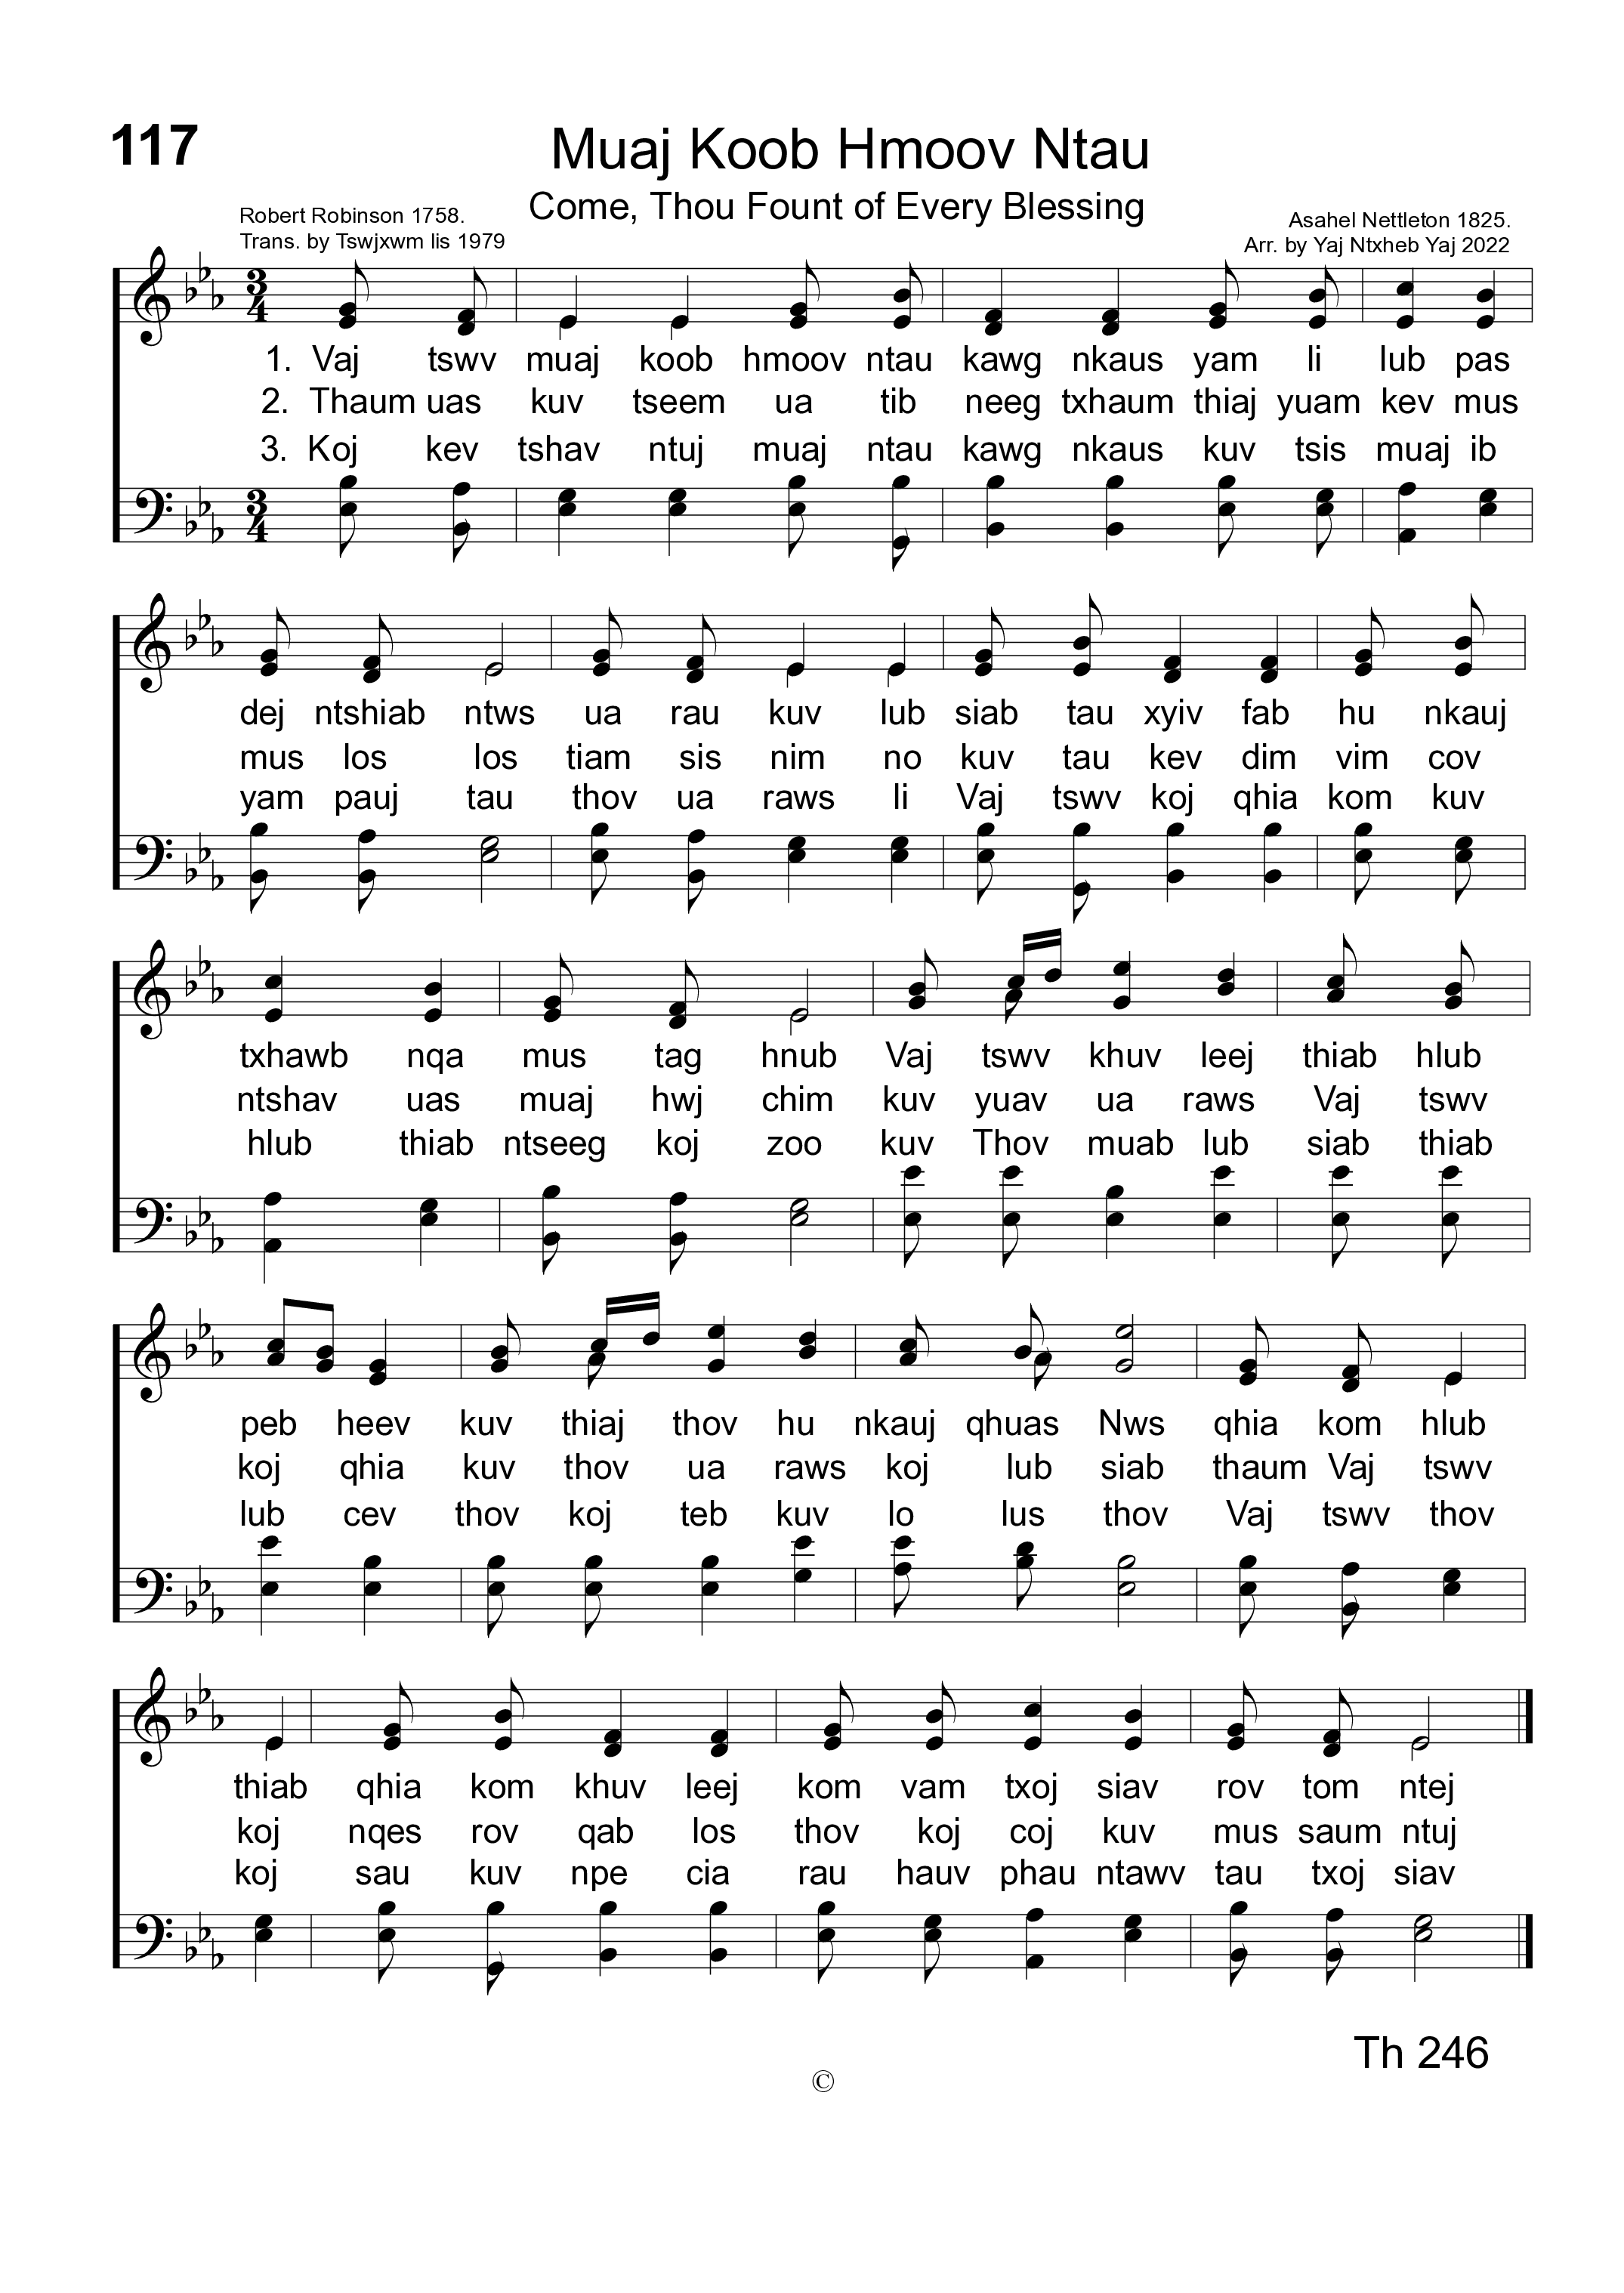 117
Muaj Koob Hmoov Ntau
Come, Thou Fount of Every Blessing
Robert Robinson 1758.
Trans. by Tswjxwm lis 1979
Asahel Nettleton 1825.
Arr. by Yaj Ntxheb Yaj 2022
1. Vaj tswv muaj koob hmoov ntau kawg nkaus yam li lub pas
2. Thaum uas kuv tseem ua tib neeg txhaum thiaj yuam kev mus
3. Koj kev tshav ntuj muaj ntau kawg nkaus kuv tsis muaj ib
dej ntshiab ntws ua rau kuv lub siab tau xyiv fab hu nkauj
mus los los tiam sis nim no kuv tau kev dim vim cov
yam pauj tau thov ua raws li Vaj tswv koj qhia kom kuv
txhawb nqa mus tag hnub Vaj tswv khuv leej thiab hlub
ntshav uas muaj hwj chim kuv yuav ua raws Vaj tswv
hlub thiab ntseeg koj zoo kuv Thov muab lub siab thiab
peb heev kuv thiaj thov hu nkauj qhuas Nws qhia kom hlub
koj qhia kuv thov ua raws koj lub siab thaum Vaj tswv
lub cev thov koj teb kuv lo lus thov Vaj tswv thov
thiab qhia kom khuv leej kom vam txoj siav rov tom ntej
koj nqes rov qab los thov koj coj kuv mus saum ntuj
koj sau kuv npe cia rau hauv phau ntawv tau txoj siav
Th 246
©